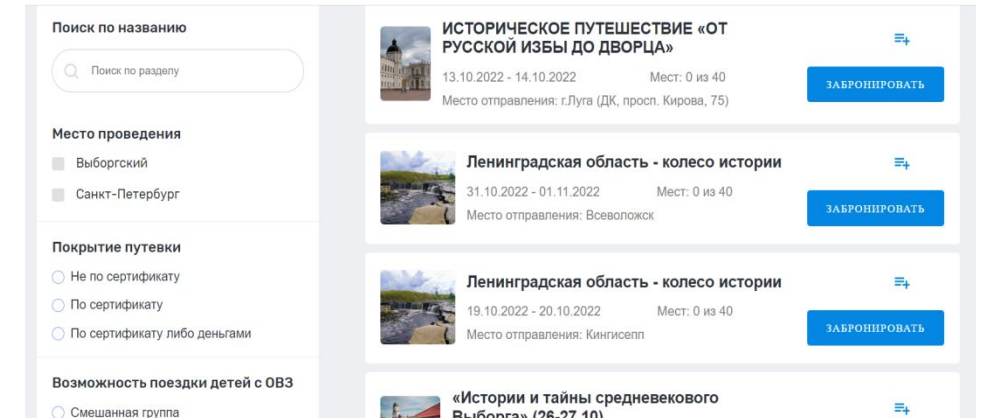 Поиск по названию
Поиск по разделу
Место проведения
Выборгский
Санкт-Петербург
Покрытие путевки
Не по сертификату
По сертификату
По сертификату либо деньгами
Возможность поездки детей с ОВЗ
Смешанная группа
ИСТОРИЧЕСКОЕ ПУТЕШЕСТВИЕ «ОТ
РУССКОЙ ИЗБЫ ДО ДВОРЦА»
13.10.2022 - 14.10.2022 Мест: 0 из 40
Место отправления: г.Луга (ДК, просп. Кирова, 75)
ЗАБРОНИРОВАТЬ
Ленинградская область - колесо истории
31.10.2022 - 01.11.2022 Мест: 0 из 40
Место отправления: Всеволожск
ЗАБРОНИРОВАТЬ
Ленинградская область - колесо истории
19.10.2022 - 20.10.2022 Мест: 0 из 40
Место отправления: Кингисепп
ЗАБРОНИРОВАТЬ
«Истории и тайны средневекового
Выборга» (26-27.10)